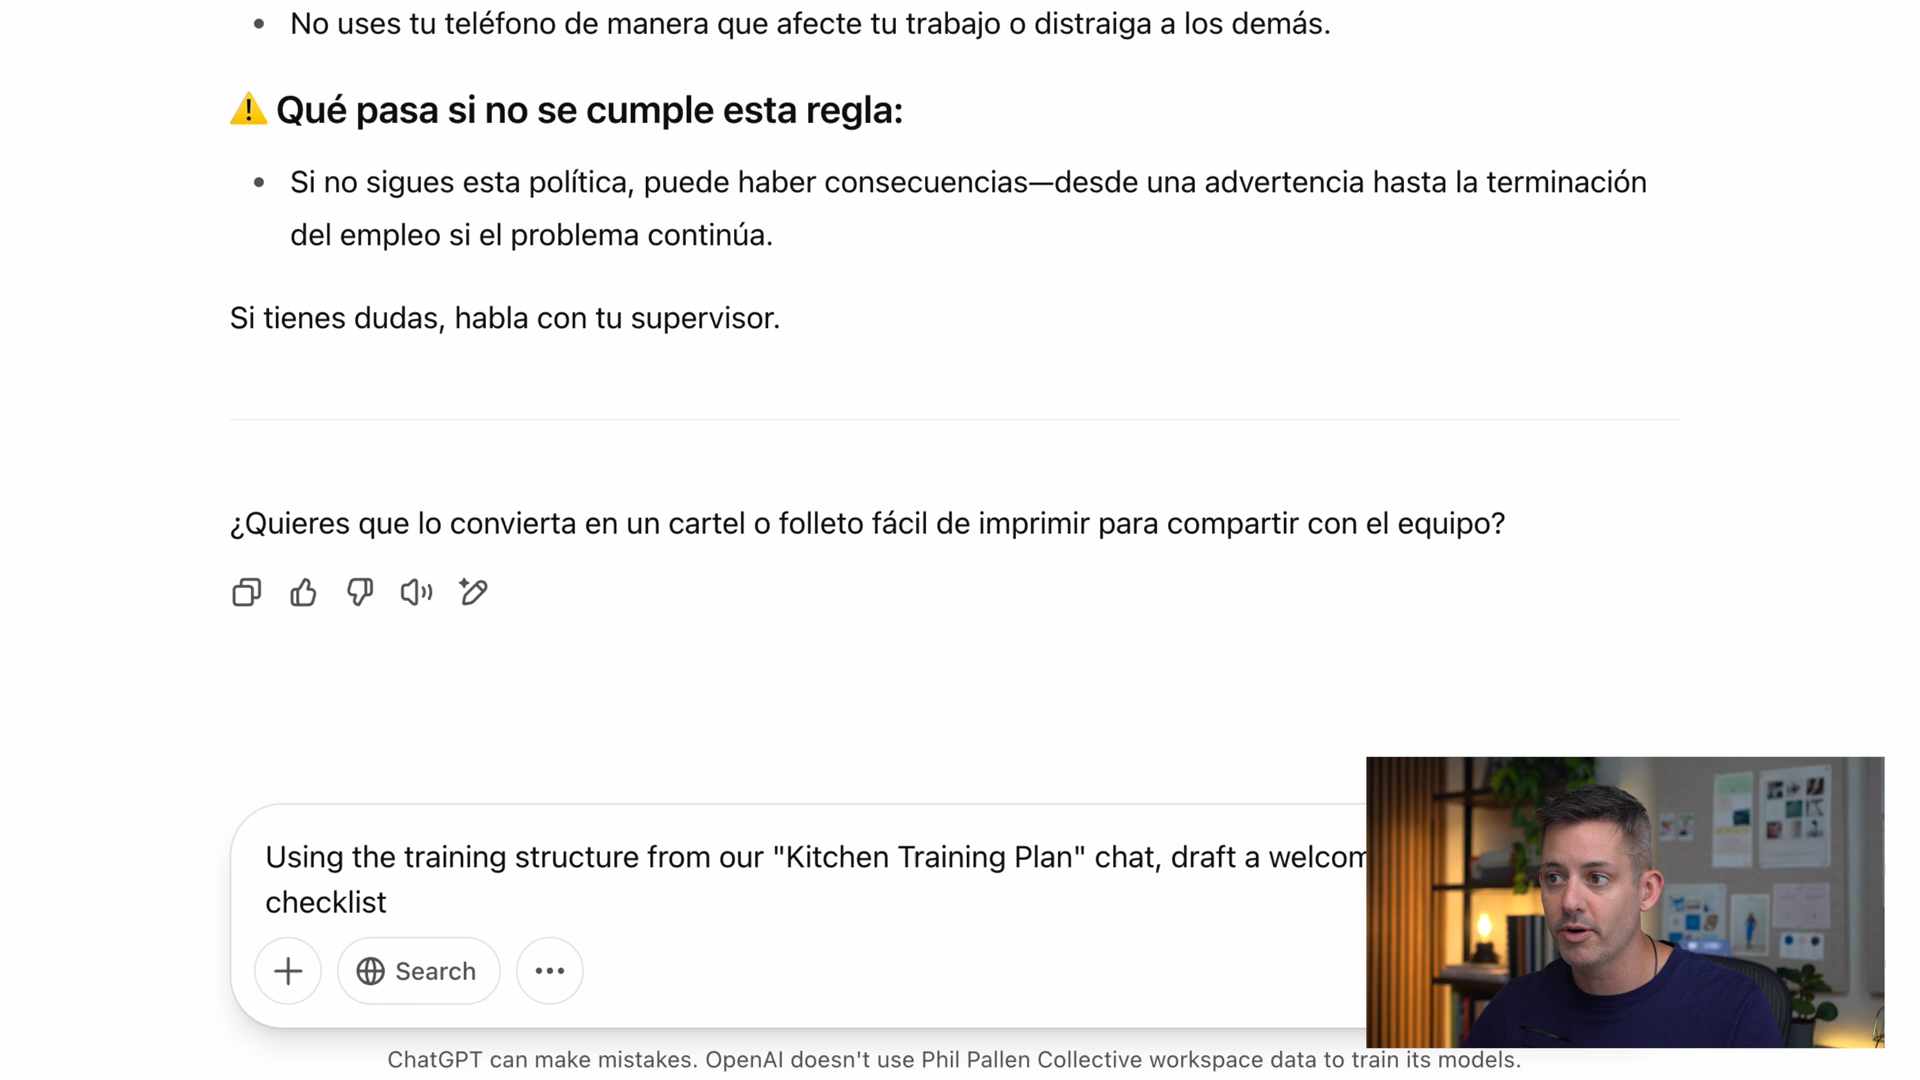 No uses tu teléfono de manera que afecte tu trabajo o distraiga a los demás.
⚠️ Qué pasa si no se cumple esta regla:
Si no sigues esta política, puede haber consecuencias—desde una advertencia hasta la terminación
del empleo si el problema continúa.
Si tienes dudas, habla con tu supervisor.
¿Quieres que lo convierta en un cartel o folleto fácil de imprimir para compartir con el equipo?
Using the training structure from our "Kitchen Training Plan" chat, draft a
checklist
Search
ChatGPT can make mistakes. OpenAI doesn't use Phil Pallen Collective workspace data to train its models.